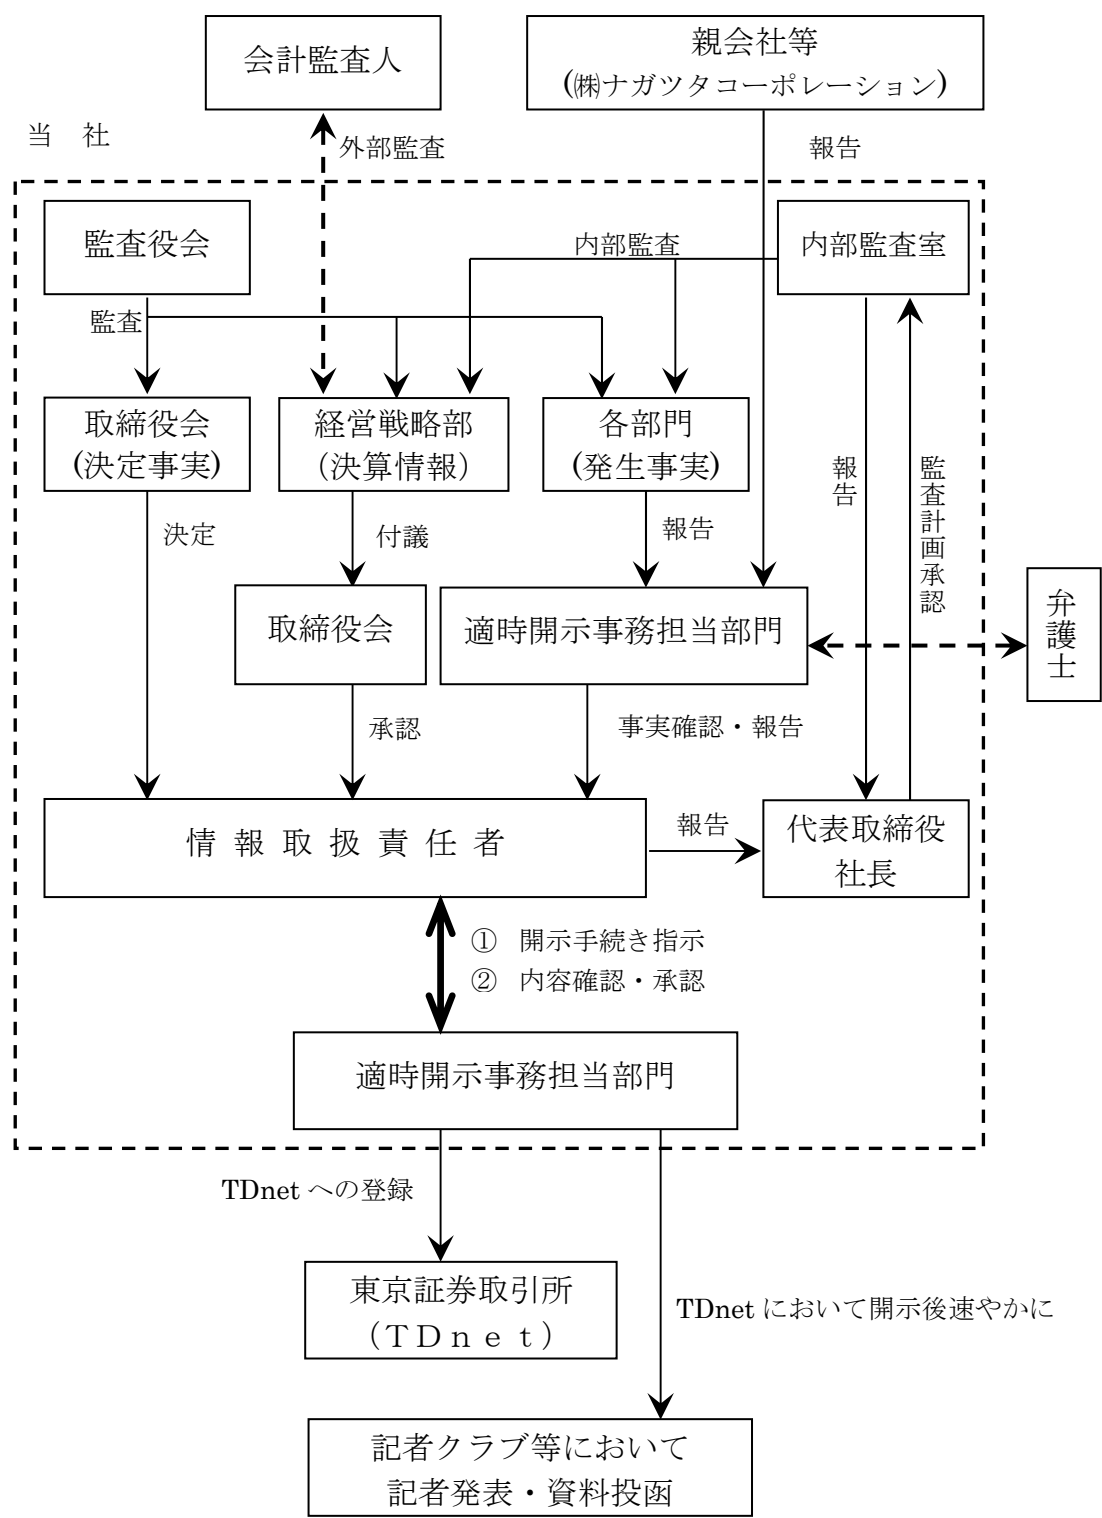 会計監査人
親会社等
(㈱ナガツタコーポレーション)
当　社
外部監査
報告
監査役会
内部監査
内部監査室
監査
取締役会
(決定事実)
経営戦略部
（決算情報）
各部門
(発生事実)
報告
監査計画承認
決定
付議
報告
弁護士
取締役会
適時開示事務担当部門
承認
事実確認・報告
情 報 取 扱 責 任 者
報告
代表取締役
社長
①　開示手続き指示
②　内容確認・承認
適時開示事務担当部門
TDnet への登録
東京証券取引所
（ＴＤｎｅｔ）
TDnet において開示後速やかに
記者クラブ等において
記者発表・資料投函